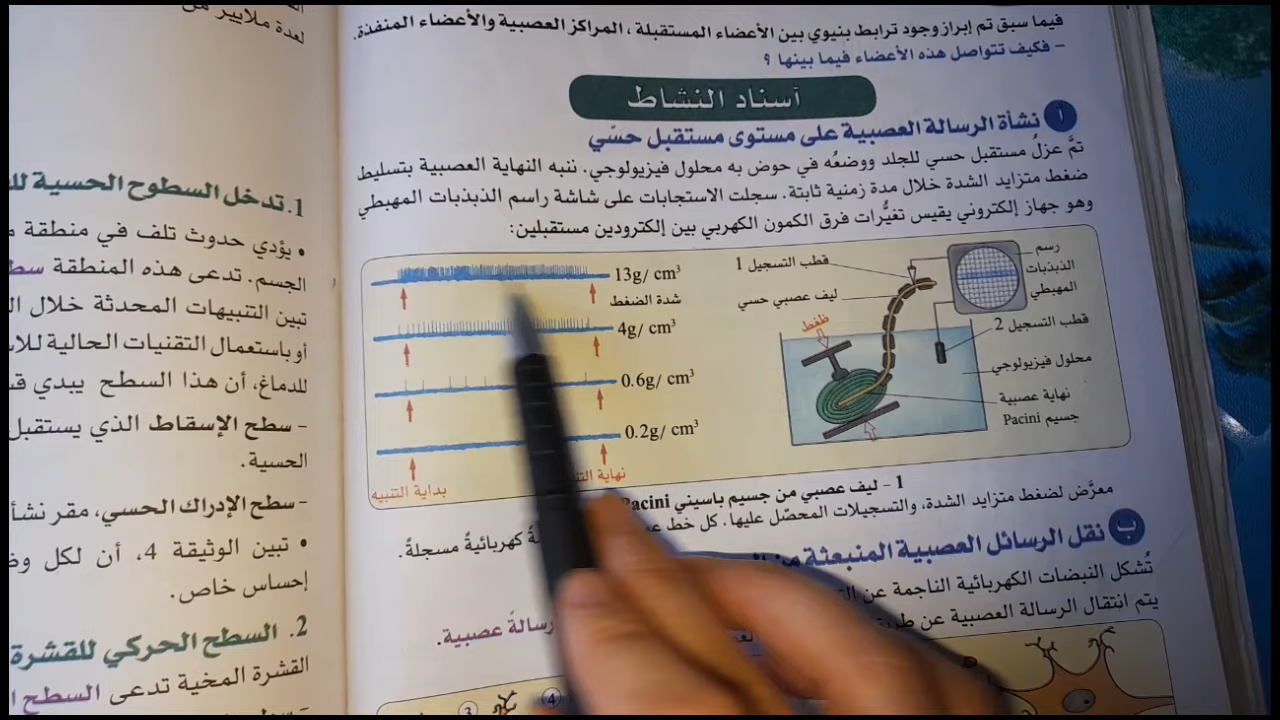 فيما سبق تم إبراز وجود ترابط بنيوي بين الأعضاء المستقبلة، المراكز العصبية والأعضاء المنفذة.
- فكيف تتواصل هذه الأعضاء فيما بينها ؟
أسناد النشاط
أ نشأة الرسالة العصبية على مستوى مستقبل حسّي
تمَّ عزلُ مستقبل حسي للجلد ووضعُه في حوض به محلول فيزيولوجي. ننبه النهاية العصبية بتسليط
ضغط متزايد الشدة خلال مدة زمنية ثابتة. سجلت الاستجابات على شاشة راسم الذبذبات المهبطي
وهو جهاز إلكتروني يقيس تغيُّرات فرق الكمون الكهربي بين إلكترودين مستقبلين:
رسم
الذبذبات
المهبطي
قطب التسجيل 1
ليف عصبي حسي
ظغط
قطب التسجيل 2
محلول فيزيولوجي
نهاية عصبية
جسيم Pacini
13g/ cm³
شدة الضغط
4g/ cm³
0.6g/ cm³
0.2g/ cm³
بداية التنبيه
نهاية
1 - ليف عصبي من جسيم باسيني Pacini
معرَّض لضغط متزايد الشدة، والتسجيلات المحصّل عليها. كل خط
كهربائيةً مسجلةً.
ب نقل الرسائل العصبية المنبعثة
تُشكل النبضات الكهربائية الناجمة عن
رسالةً عصبية.
يتم انتقال الرسالة العصبية عن
3
4
لعدة ملايير
1. تدخل السطوح الحسية
• يؤدي حدوث تلف في منطقة
الجسم. تدعى هذه المنطقة
تبين التنبيهات المحدثة خلال
أو باستعمال التقنيات الحالية
للدماغ، أن هذا السطح يبدي
- سطح الإسقاط الذي يستقبل
الحسية.
- سطح الإدراك الحسي، مقر
• تبين الوثيقة 4، أن لكل
إحساس خاص.
2. السطح الحركي للقشرة
القشرة المخية تدعى السطح